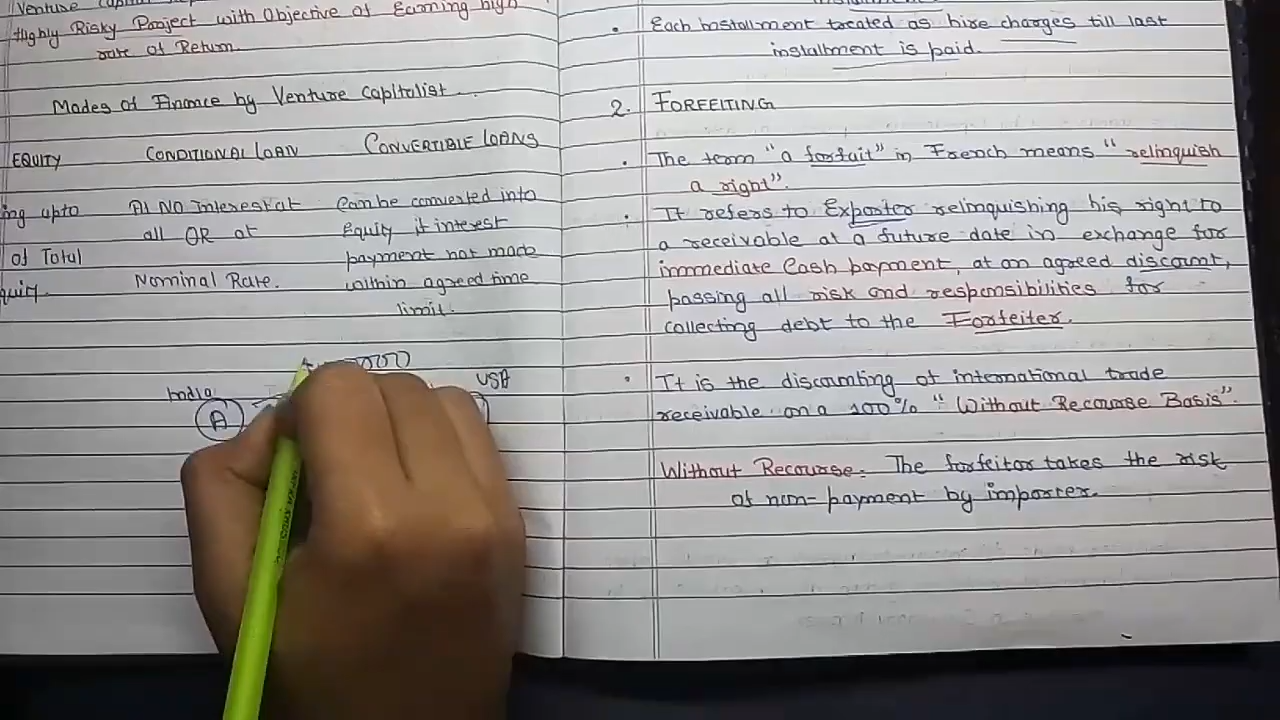 Venture Capital
Highly Risky Project with Objective of Earning high
rate of Return.
Modes of Finance by Venture Capitalist...
EQUITY
CONDITIONAL LOAN
CONVERTIBLE LOANS
ing upto
of Total
quity.
At NO Interest at
all OR at
Nominal Rate.
Can be converted into
Equity if interest
payment not made
within agreed time
limit.
India
A
USA
Each installment treated as hire charges till last
installment is paid.
2. FORFEITING
• The term "a forfait" in French means "relinquish
a right".
• It refers to Exporter relinquishing his right to
a receivable at a future date in exchange for
immediate Cash payment, at an agreed discount,
passing all risk and responsibilities for
collecting debt to the Forfeiter.
• It is the discounting of international trade
receivable on a 100% "Without Recourse Basis".
Without Recourse. The forfeitor takes the risk
of non-payment by importer.